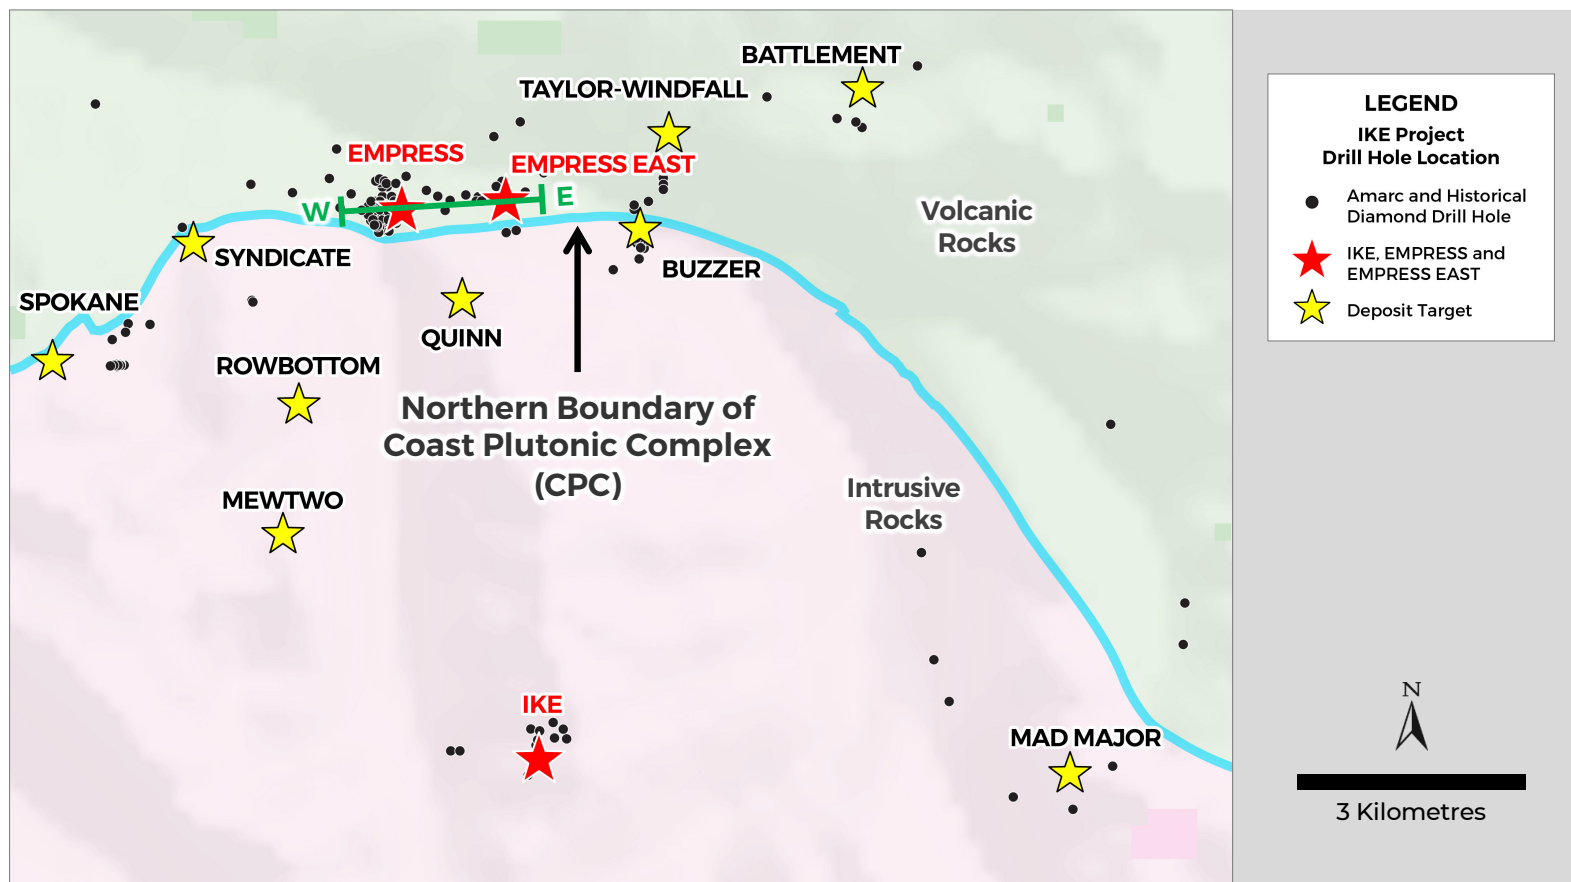 BATTLEMENT
TAYLOR-WINDFALL
EMPRESS
EMPRESS EAST
W
E
SYNDICATE
BUZZER
SPOKANE
QUINN
ROWBOTTOM
MEWTWO
Northern Boundary of
Coast Plutonic Complex
(CPC)
Volcanic
Rocks
Intrusive
Rocks
IKE
MAD MAJOR
LEGEND
IKE Project
Drill Hole Location
Amarc and Historical
Diamond Drill Hole
IKE, EMPRESS and
EMPRESS EAST
Deposit Target
N
3 Kilometres